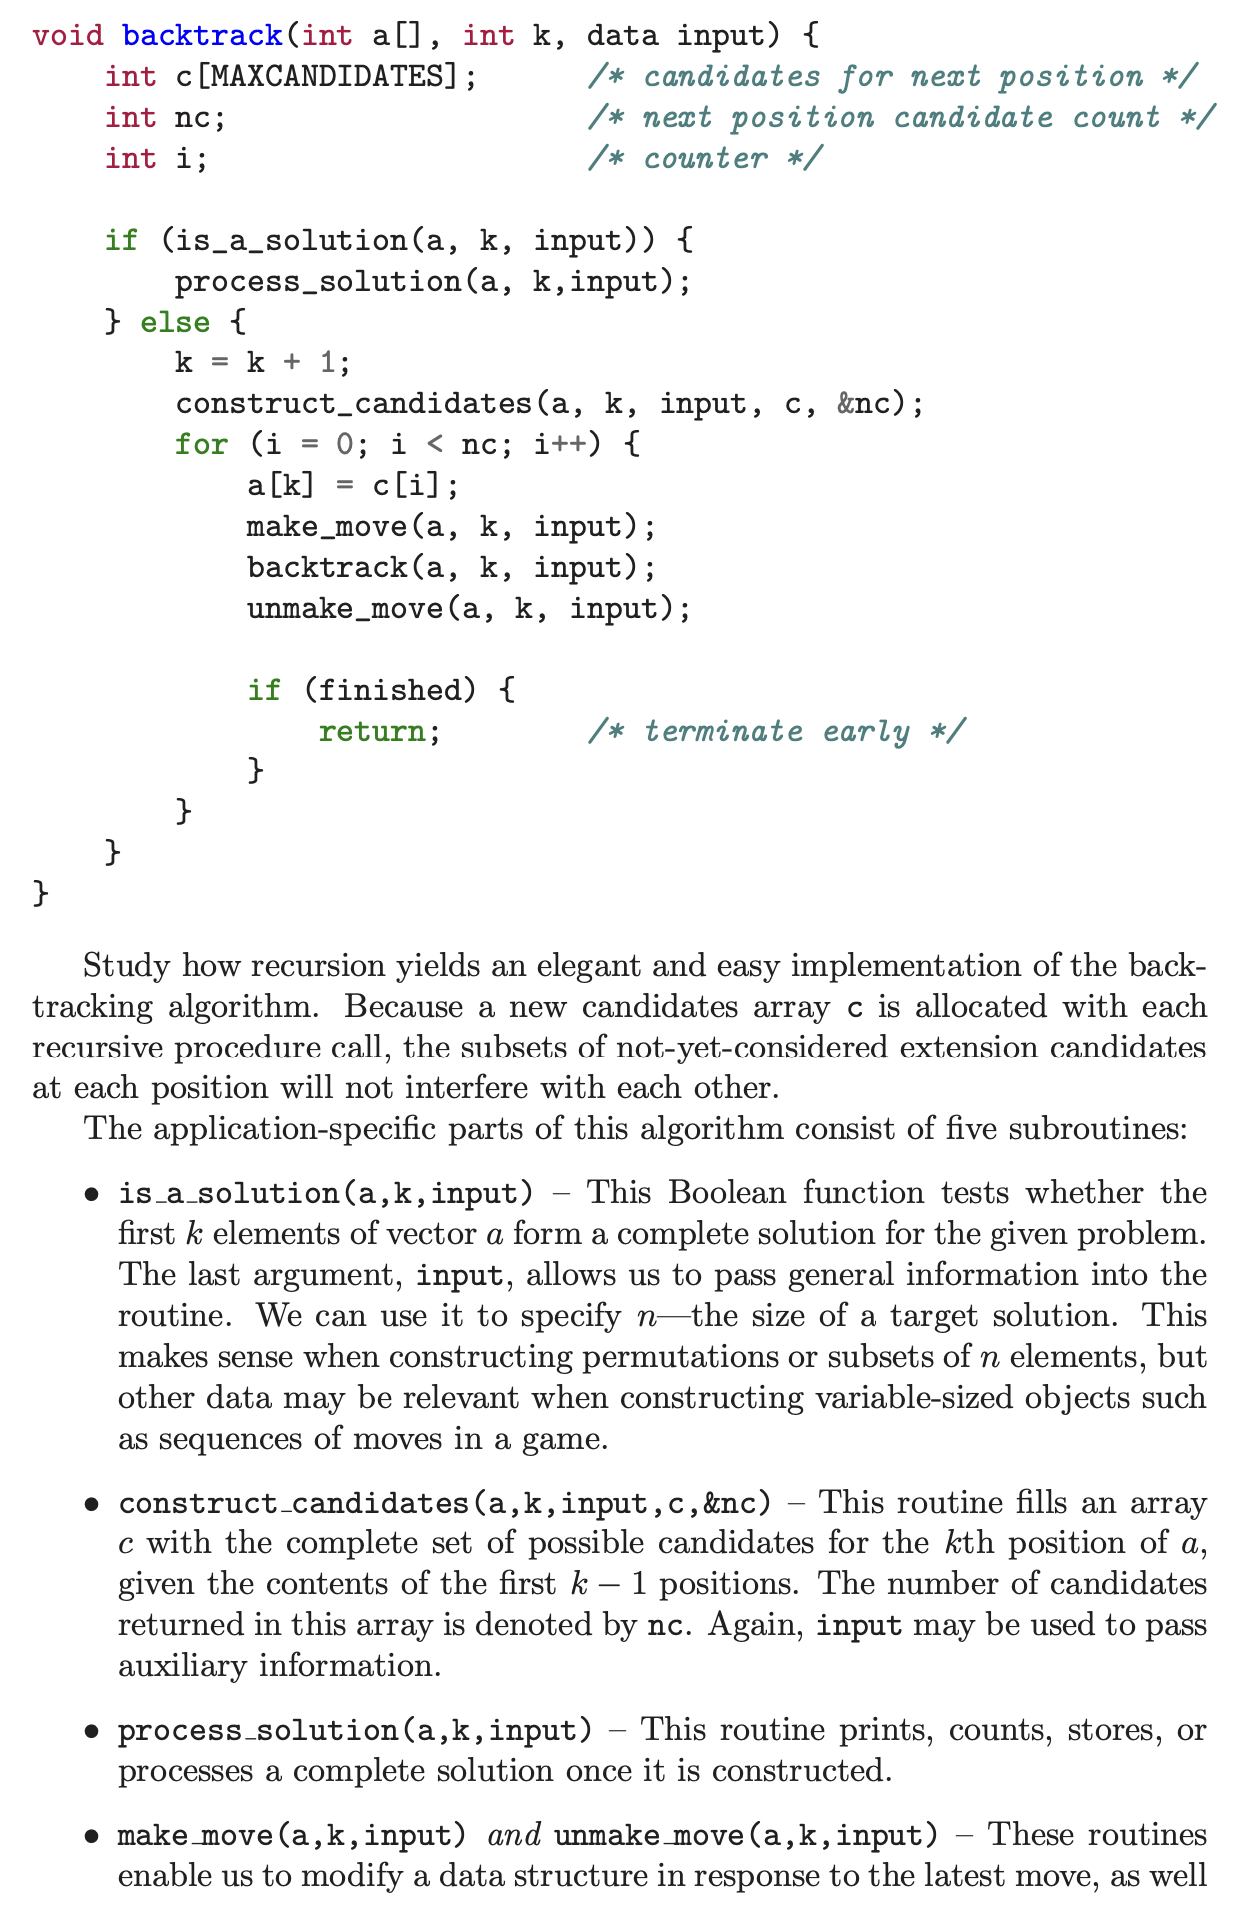 void backtrack(int a[], int k, data input) {
    int c[MAXCANDIDATES];      /* candidates for next position */
    int nc;                    /* next position candidate count */
    int i;                     /* counter */

    if (is_a_solution(a, k, input)) {
        process_solution(a, k,input);
    } else {
        k = k + 1;
        construct_candidates(a, k, input, c, &nc);
        for (i = 0; i < nc; i++) {
            a[k] = c[i];
            make_move(a, k, input);
            backtrack(a, k, input);
            unmake_move(a, k, input);

            if (finished) {
                return;        /* terminate early */
            }
        }
    }
}
Study how recursion yields an elegant and easy implementation of the back-
tracking algorithm. Because a new candidates array c is allocated with each
recursive procedure call, the subsets of not-yet-considered extension candidates
at each position will not interfere with each other.
The application-specific parts of this algorithm consist of five subroutines:
• is_a_solution(a,k,input) – This Boolean function tests whether the
first k elements of vector a form a complete solution for the given problem.
The last argument, input, allows us to pass general information into the
routine. We can use it to specify n—the size of a target solution. This
makes sense when constructing permutations or subsets of n elements, but
other data may be relevant when constructing variable-sized objects such
as sequences of moves in a game.
• construct_candidates(a,k,input,c,&nc) – This routine fills an array
c with the complete set of possible candidates for the kth position of a,
given the contents of the first k − 1 positions. The number of candidates
returned in this array is denoted by nc. Again, input may be used to pass
auxiliary information.
• process_solution(a,k,input) – This routine prints, counts, stores, or
processes a complete solution once it is constructed.
• make_move(a,k,input) and unmake_move(a,k,input) – These routines
enable us to modify a data structure in response to the latest move, as well